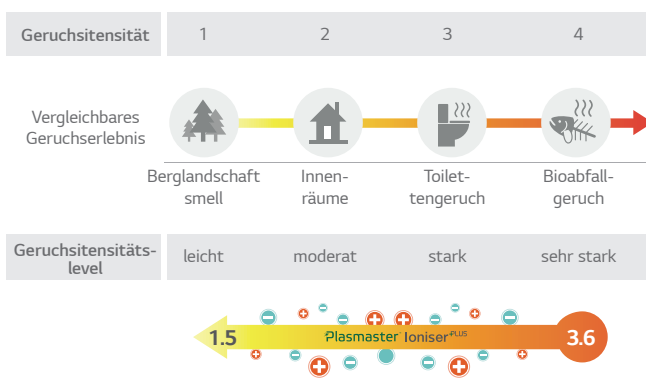 Geruchsitensität 1 2 3 4
Vergleichbares
Geruchserlebnis
Berglandschaft Innen- Toilet- Bioabfall-
smell räume tengeruch geruch
Geruchsitensitäts-
level
leicht moderat stark sehr stark
1.5 Plasmaster™ Ioniser PLUS 3.6